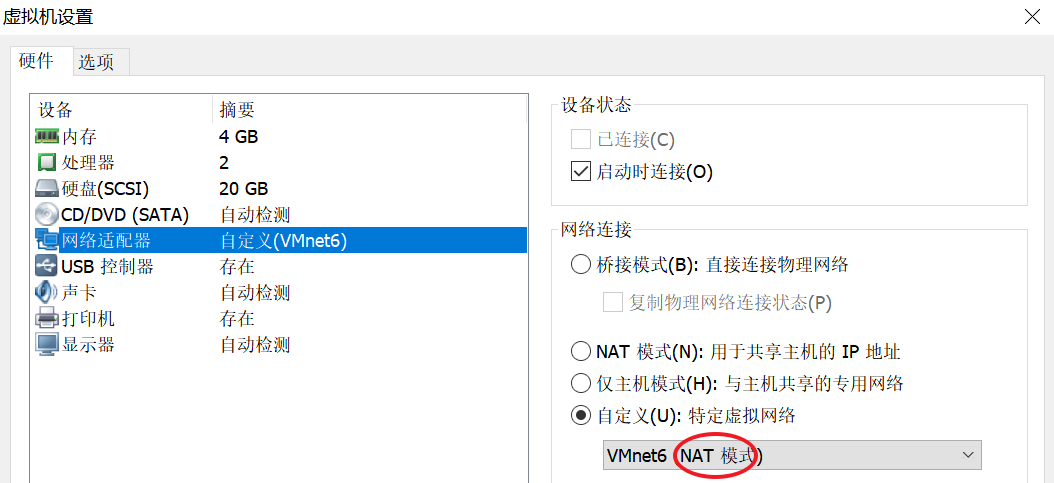 虚拟机设置
硬件 选项
设备 摘要
内存 4 GB
处理器 2
硬盘(SCSI) 20 GB
CD/DVD (SATA) 自动检测
网络适配器 自定义(VMnet6)
USB 控制器 存在
声卡 自动检测
打印机 存在
显示器 自动检测
设备状态
已连接(C)
启动时连接(O)
网络连接
桥接模式(B): 直接连接物理网络
复制物理网络连接状态(P)
NAT 模式(N): 用于共享主机的 IP 地址
仅主机模式(H): 与主机共享的专用网络
自定义(U): 特定虚拟网络
VMnet6 (NAT 模式)